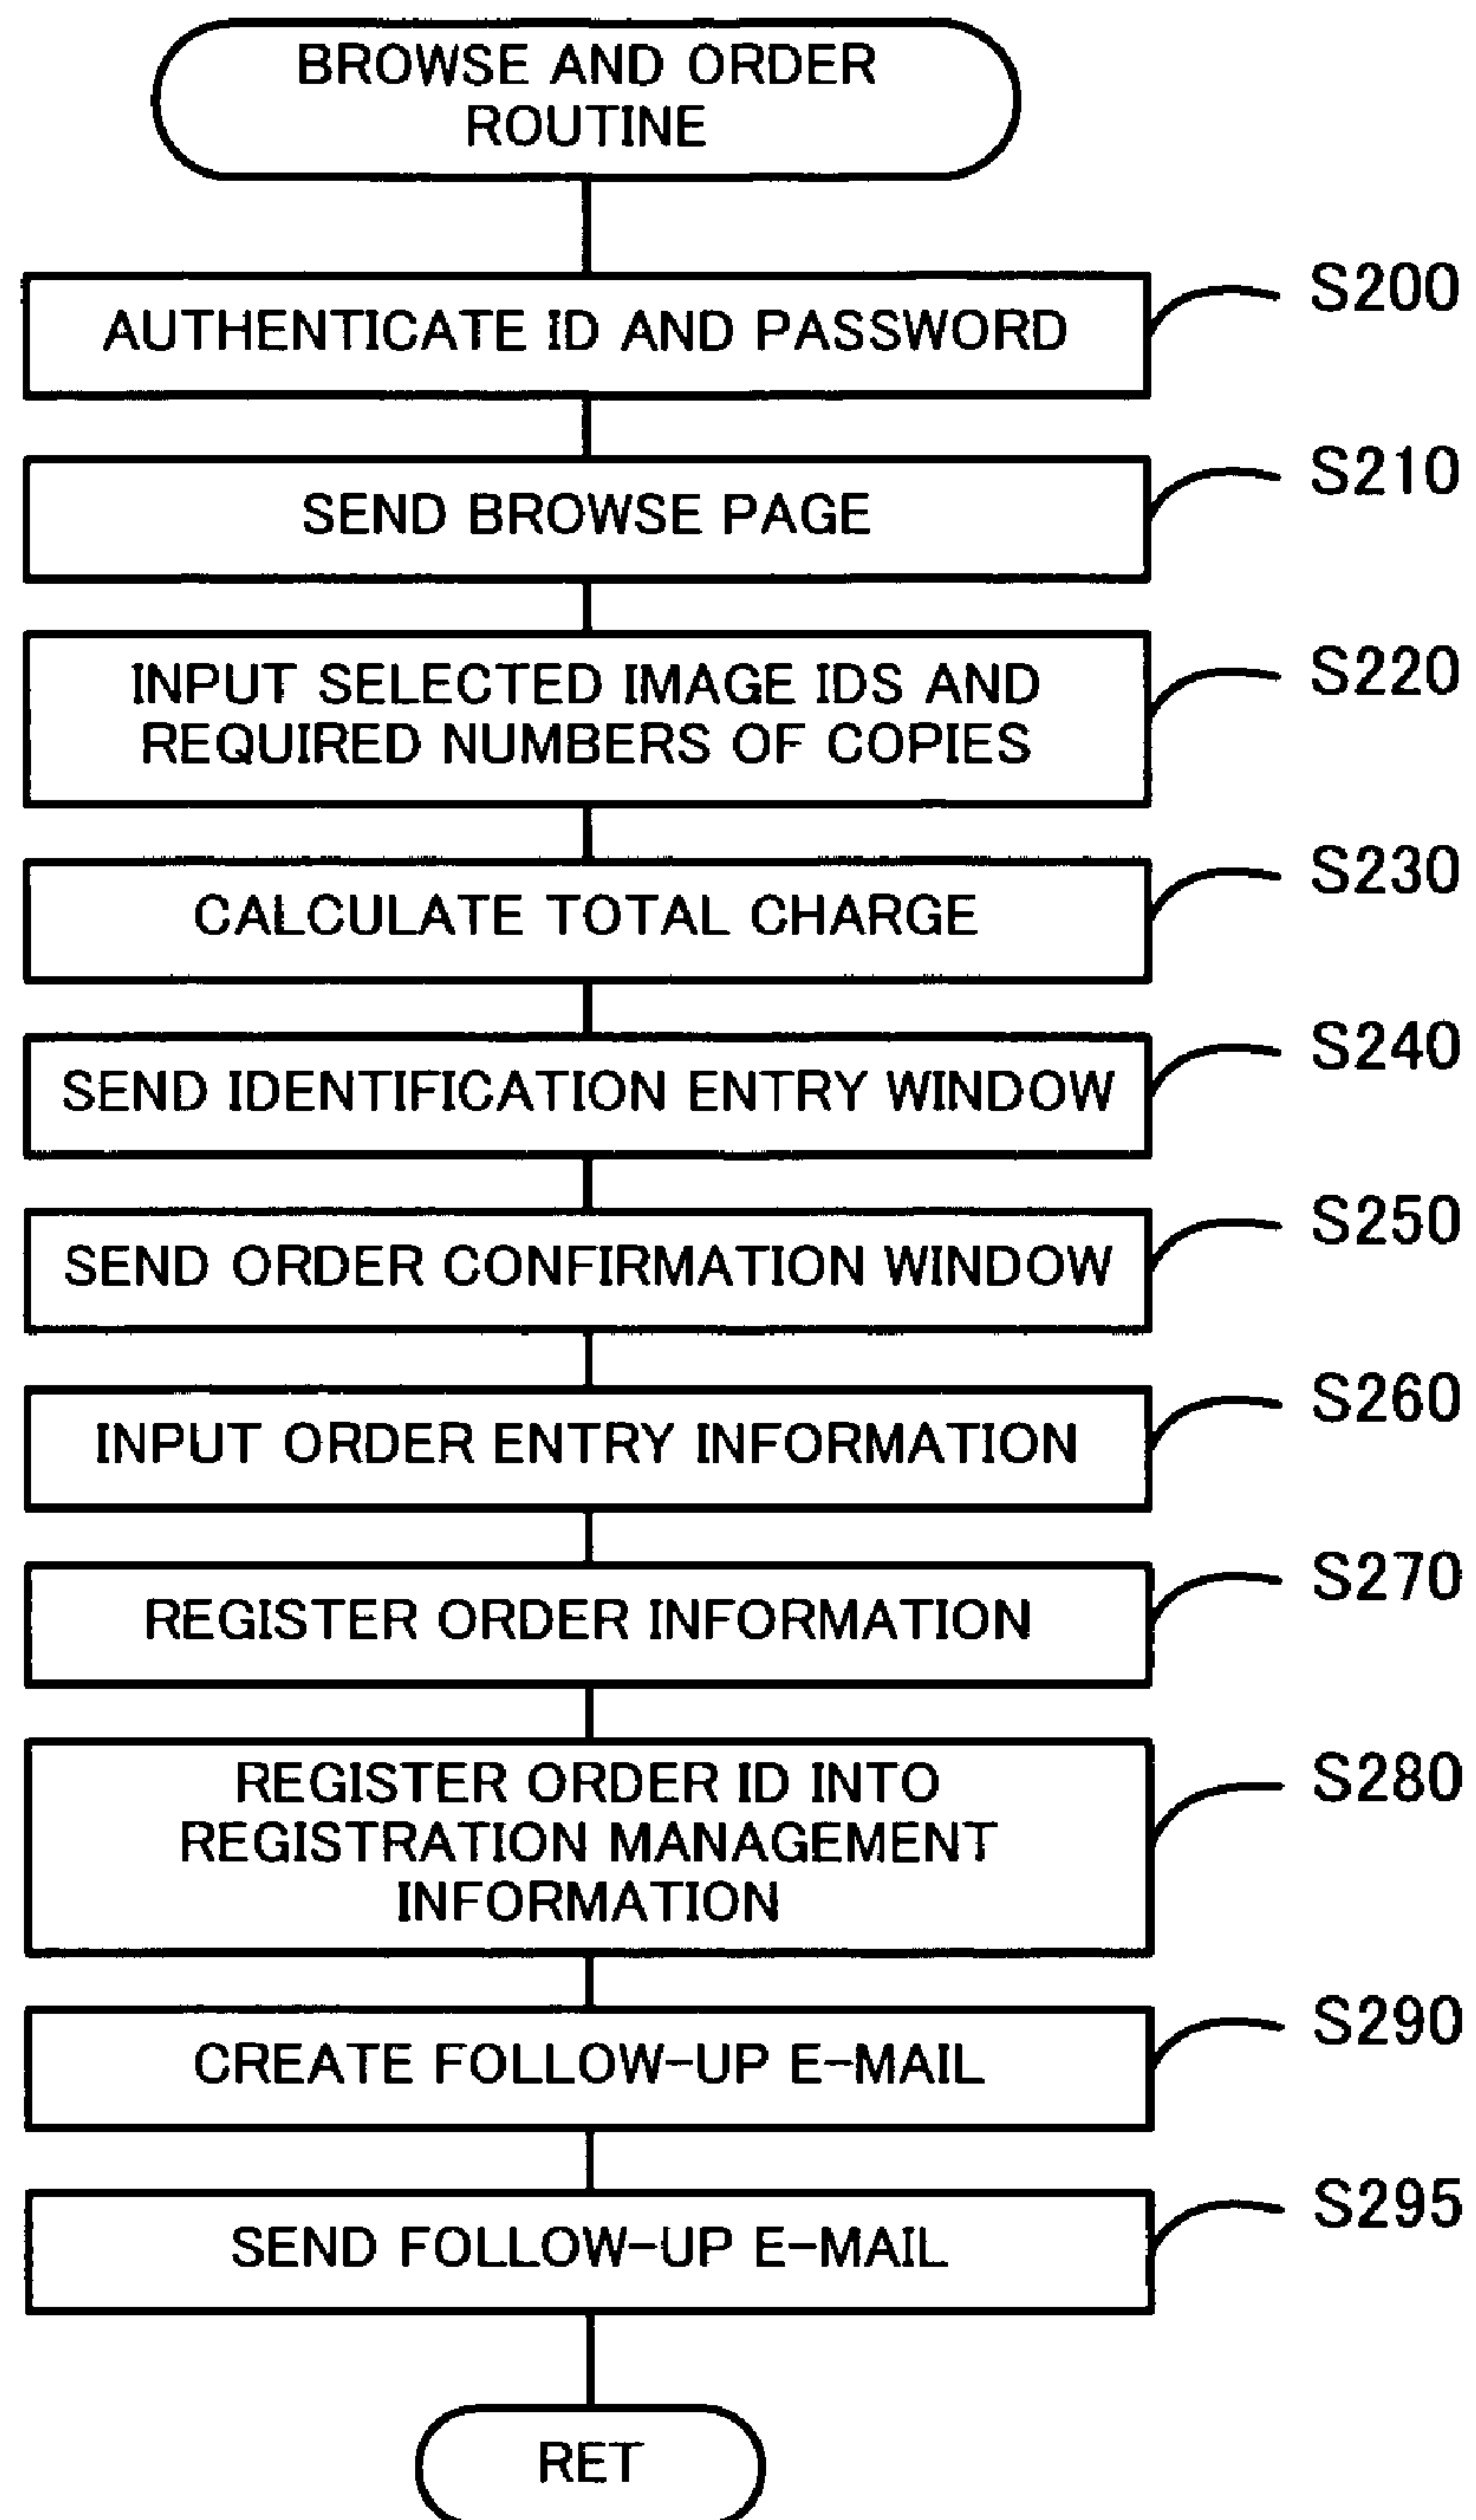 BROWSE AND ORDER
ROUTINE
AUTHENTICATE ID AND PASSWORD
S200
SEND BROWSE PAGE
S210
INPUT SELECTED IMAGE IDS AND
REQUIRED NUMBERS OF COPIES
S220
CALCULATE TOTAL CHARGE
S230
SEND IDENTIFICATION ENTRY WINDOW
S240
SEND ORDER CONFIRMATION WINDOW
S250
INPUT ORDER ENTRY INFORMATION
S260
REGISTER ORDER INFORMATION
S270
REGISTER ORDER ID INTO
REGISTRATION MANAGEMENT
INFORMATION
S280
CREATE FOLLOW-UP E-MAIL
S290
SEND FOLLOW-UP E-MAIL
S295
RET